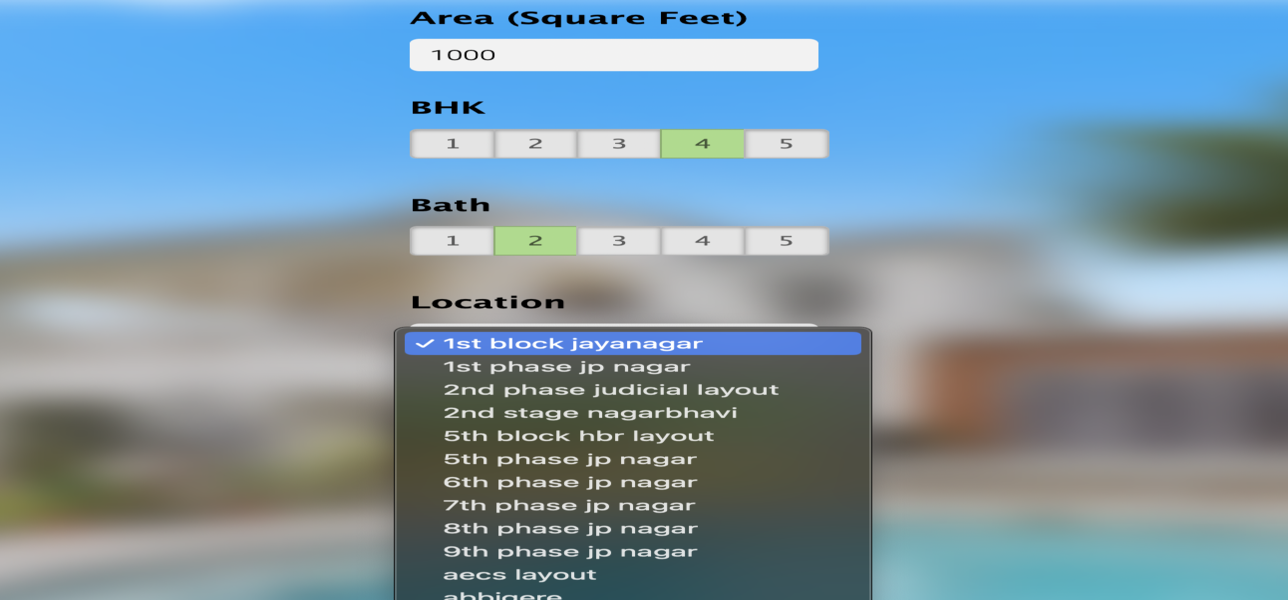 Area (Square Feet)
1000
BHK
1 2 3 4 5
Bath
1 2 3 4 5
Location
✓ 1st block jayanagar
1st phase jp nagar
2nd phase judicial layout
2nd stage nagarbhavi
5th block hbr layout
5th phase jp nagar
6th phase jp nagar
7th phase jp nagar
8th phase jp nagar
9th phase jp nagar
aecs layout
abbigere